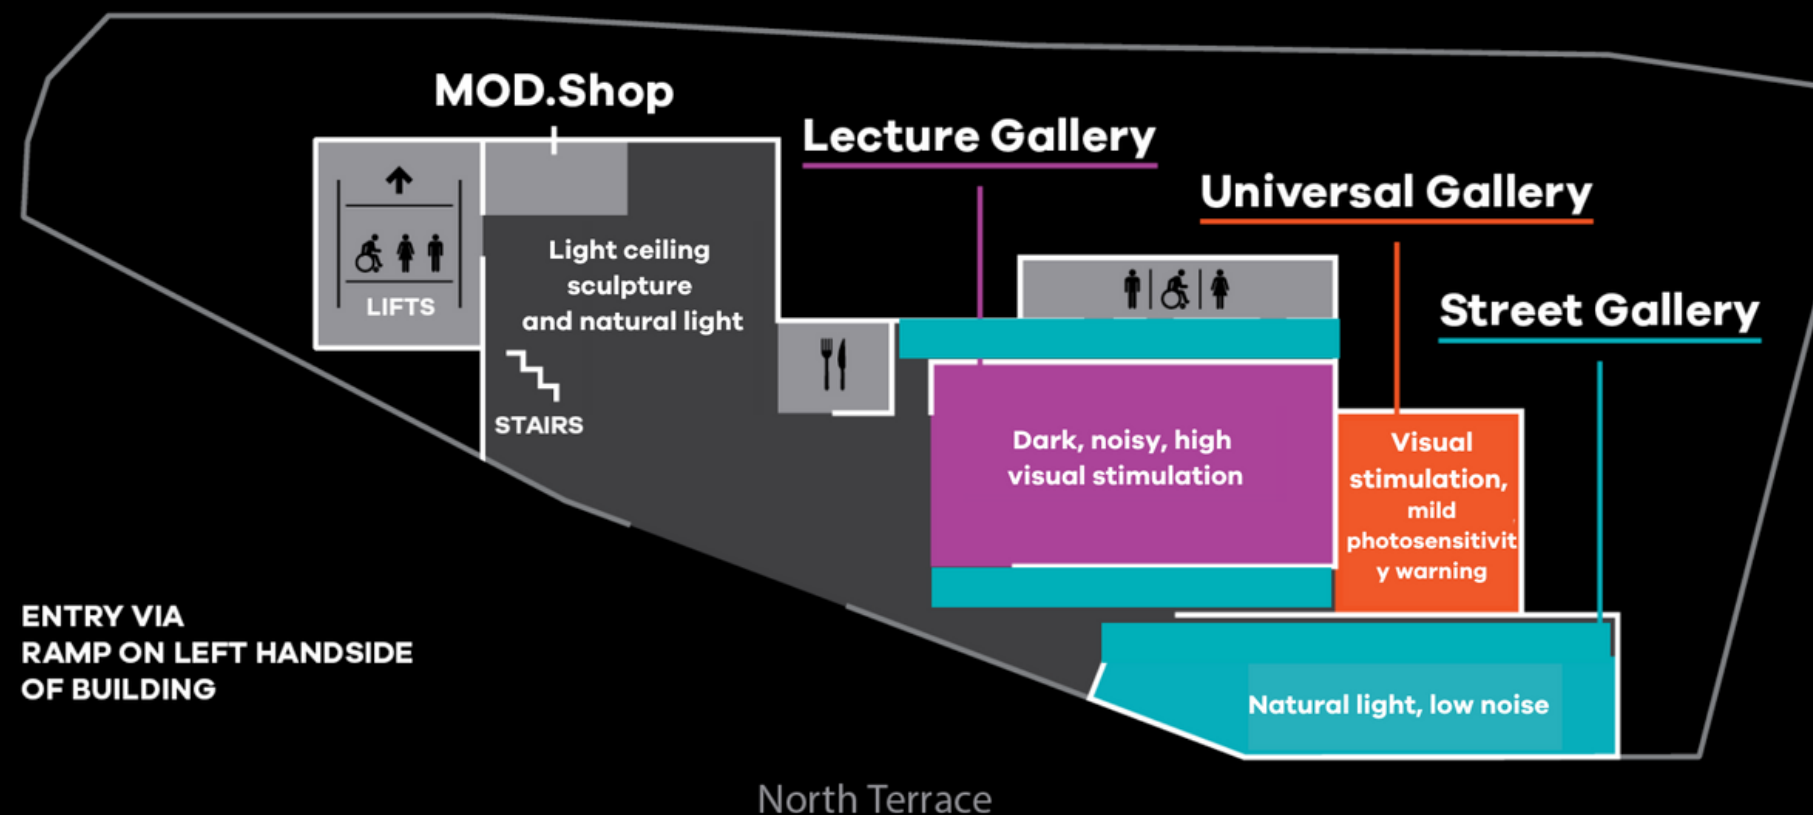 MOD.Shop
Lecture Gallery
Universal Gallery
Street Gallery
LIFTS
Light ceiling
sculpture
and natural light
STAIRS
Dark, noisy, high
visual stimulation
Visual
stimulation,
mild
photosensitivit
y warning
Natural light, low noise
ENTRY VIA
RAMP ON LEFT HANDSIDE
OF BUILDING
North Terrace